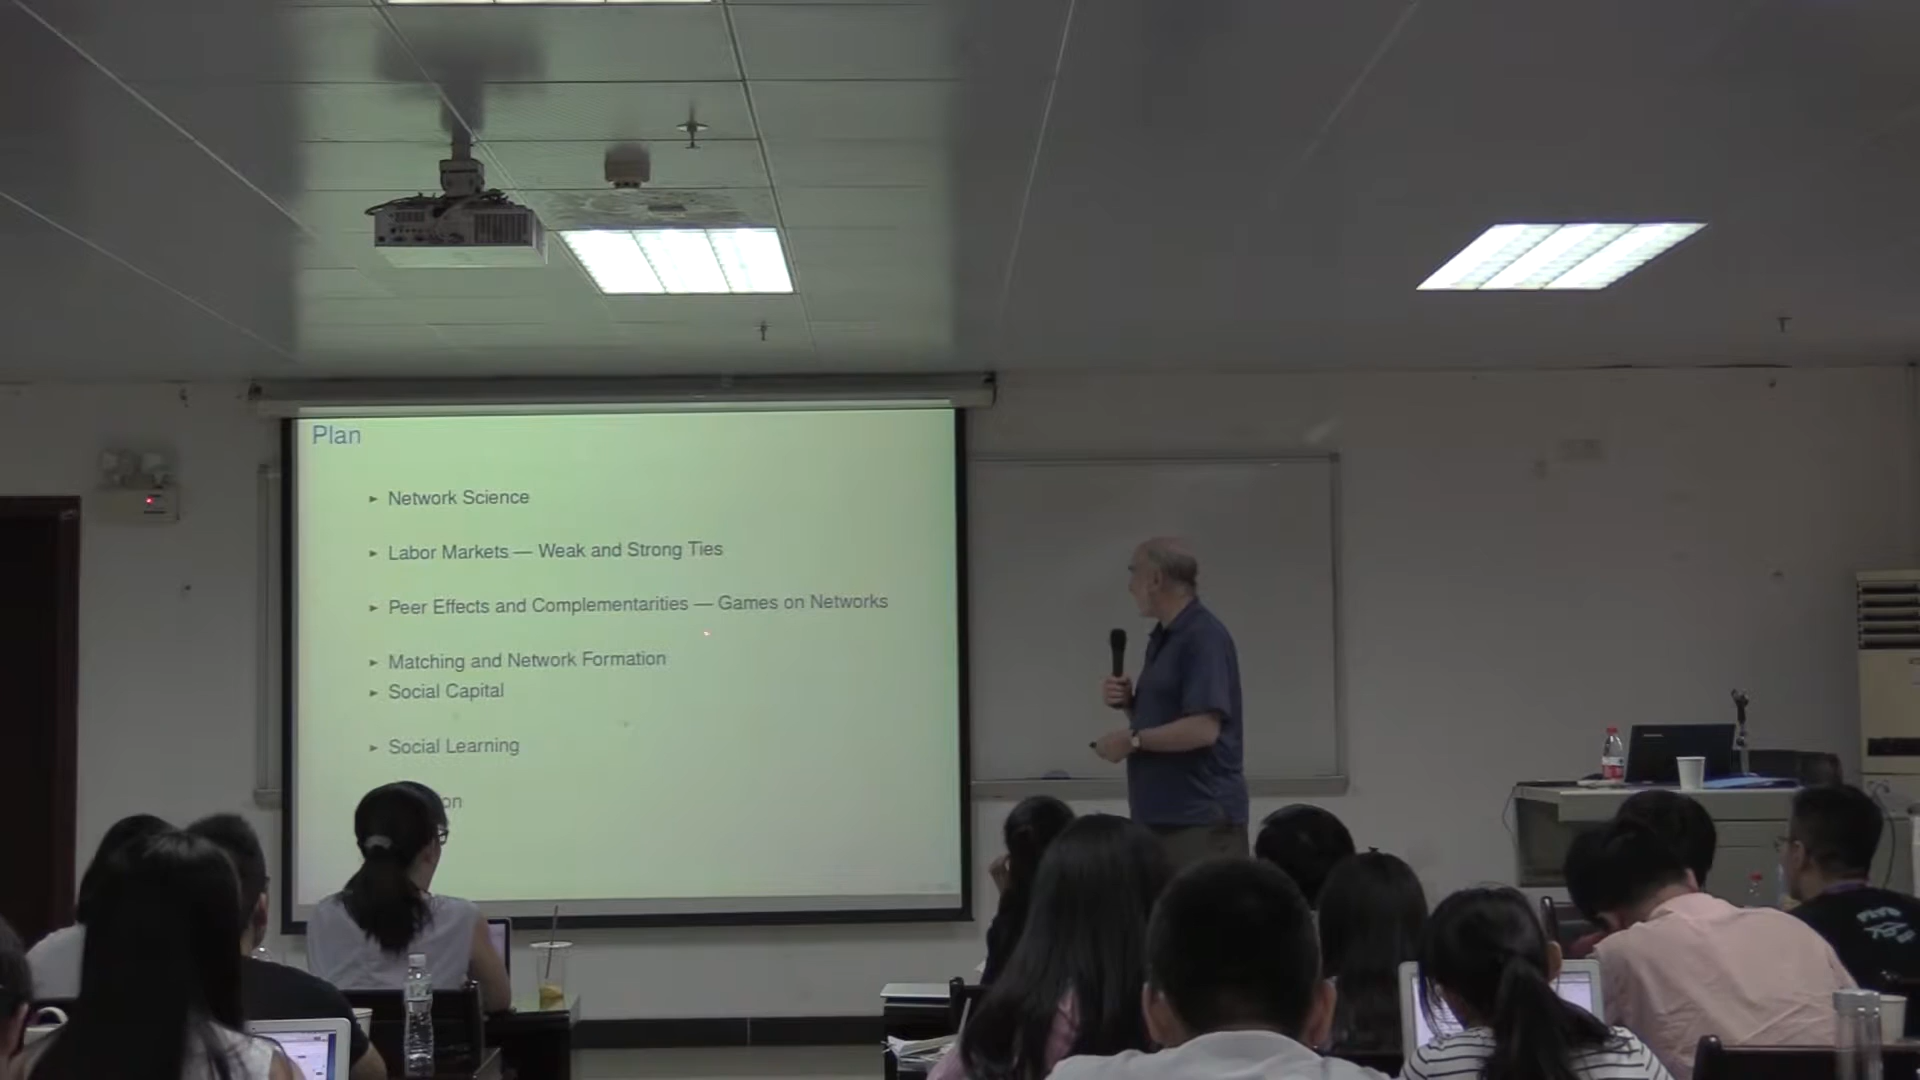 Plan
► Network Science
► Labor Markets — Weak and Strong Ties
► Peer Effects and Complementarities — Games on Networks
► Matching and Network Formation
► Social Capital
► Social Learning